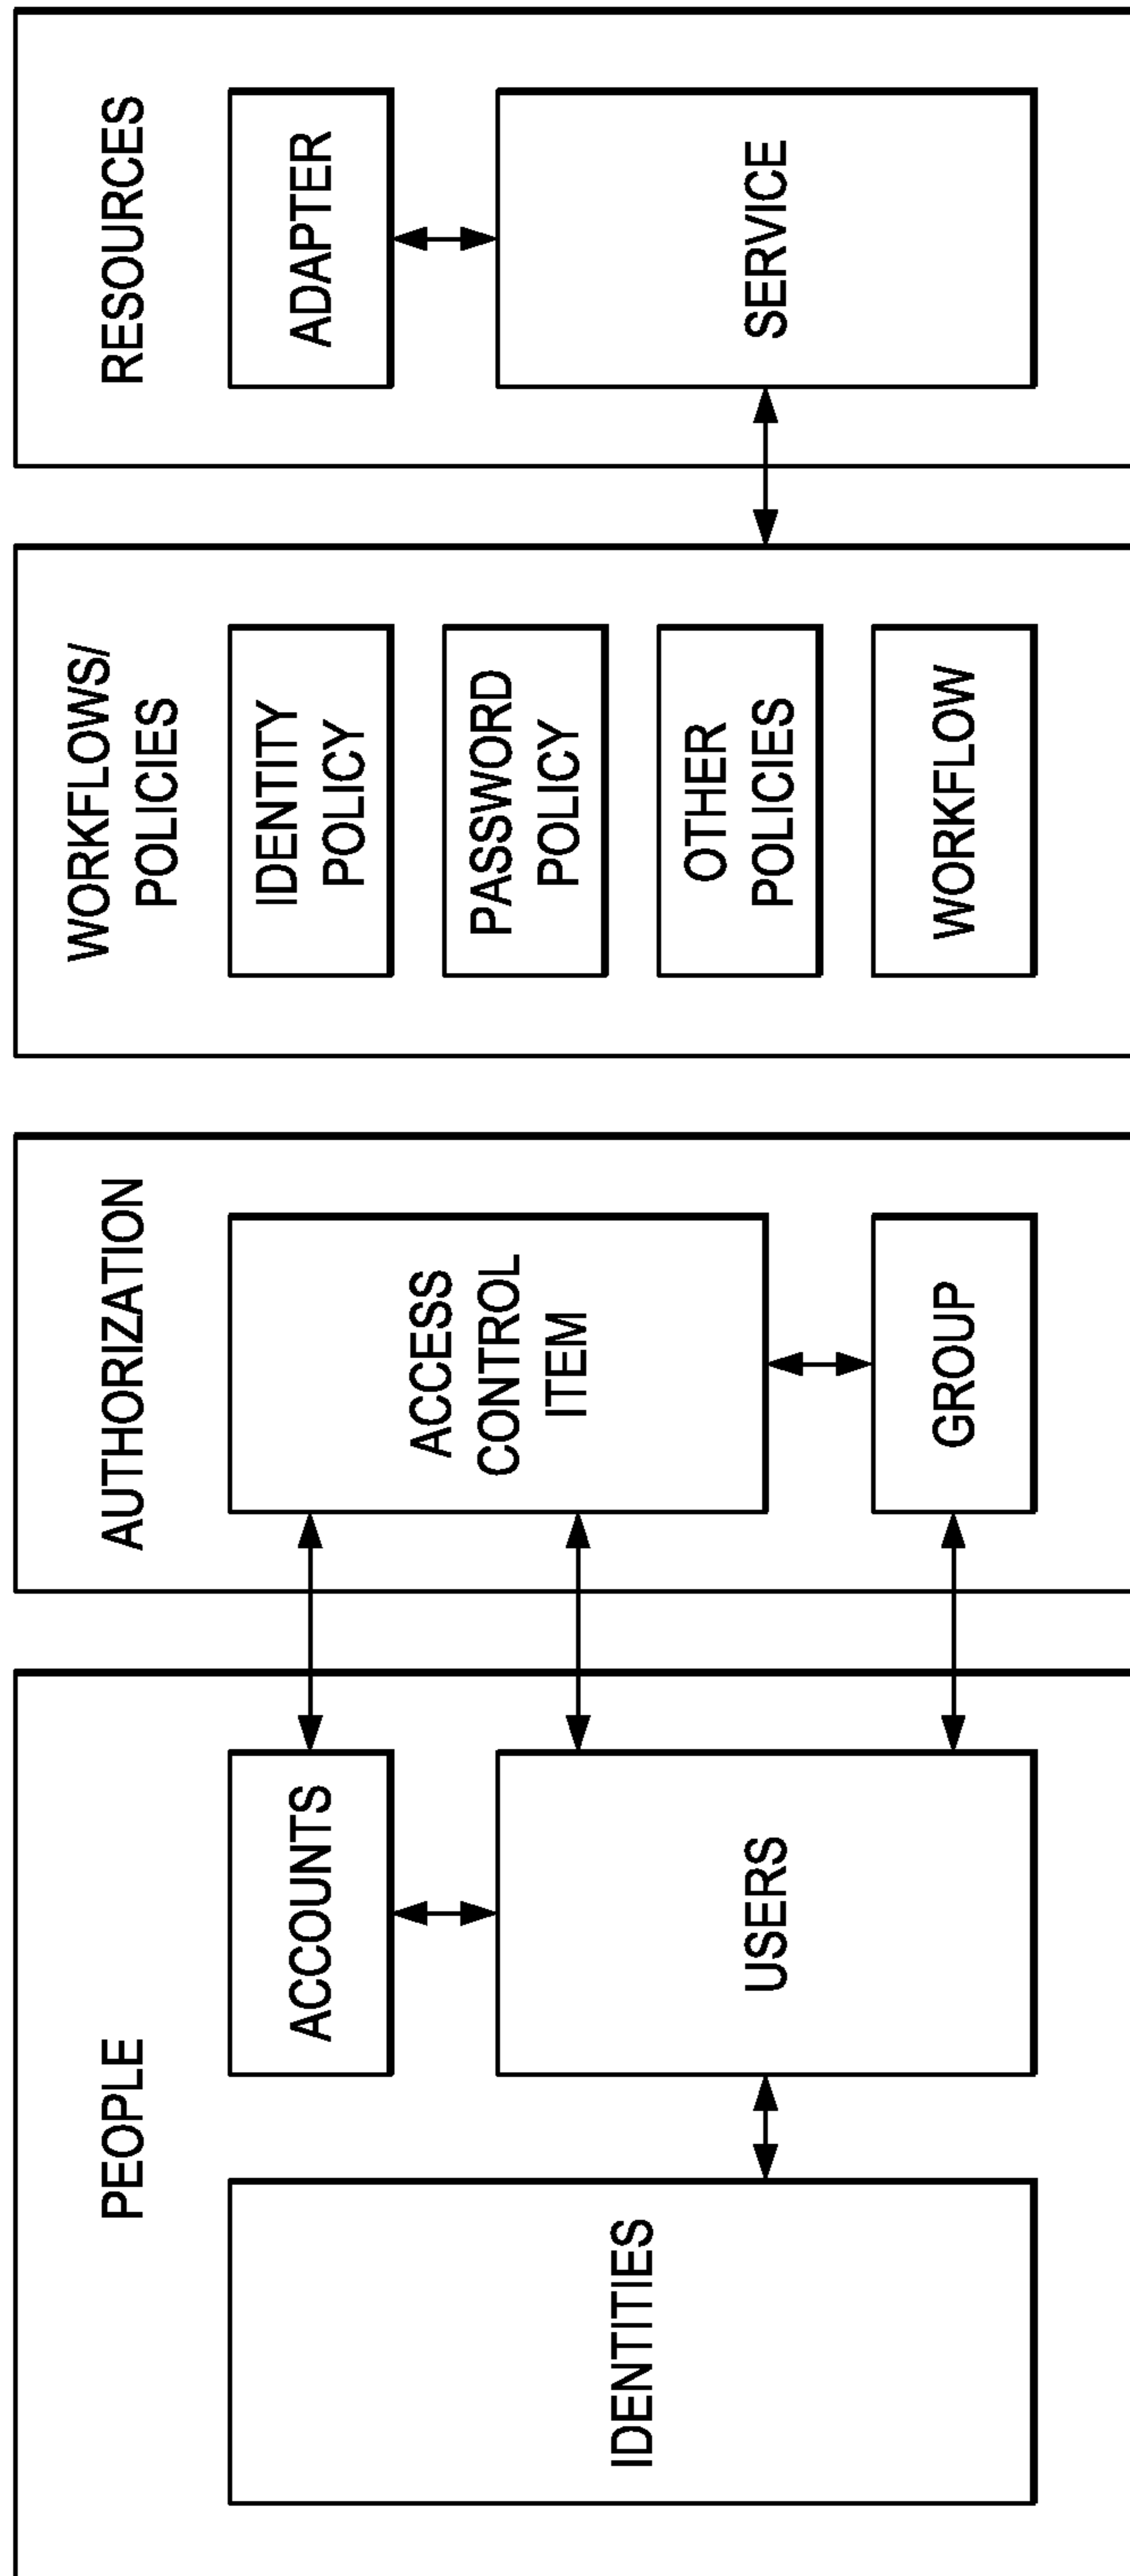 PEOPLE
IDENTITIES
ACCOUNTS
USERS
AUTHORIZATION
ACCESS
CONTROL
ITEM
GROUP
WORKFLOWS/
POLICIES
IDENTITY
POLICY
PASSWORD
POLICY
OTHER
POLICIES
WORKFLOW
RESOURCES
ADAPTER
SERVICE